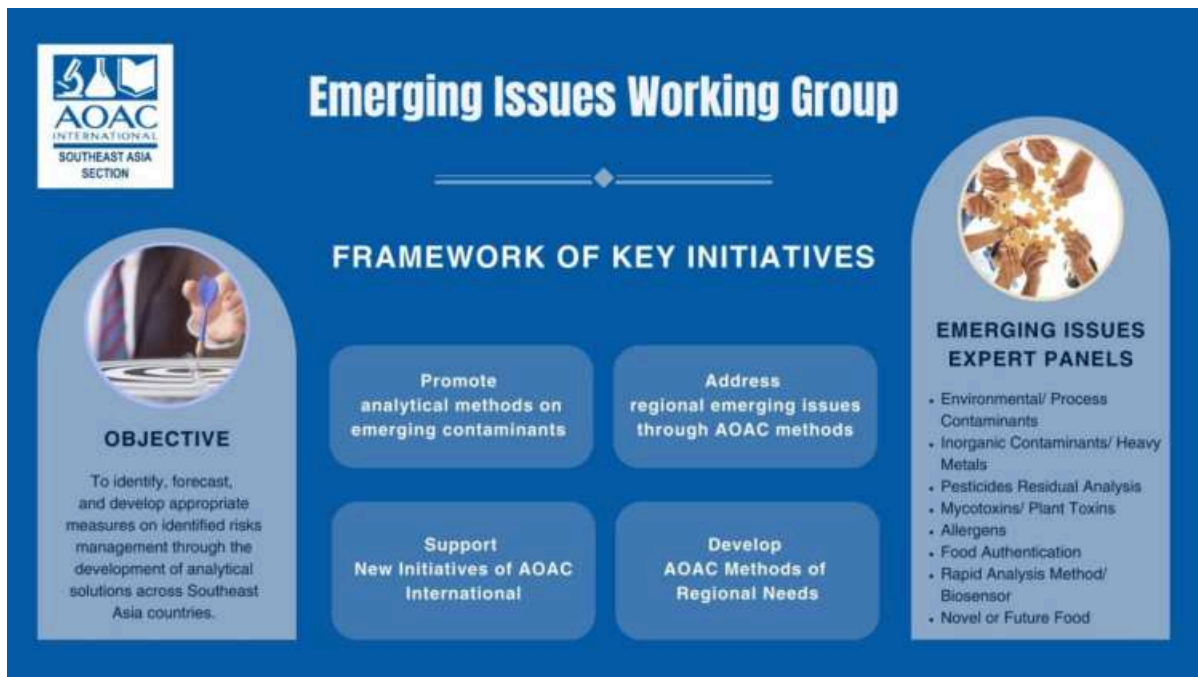 AOAC
INTERNATIONAL
SOUTHEAST ASIA
SECTION
Emerging Issues Working Group
FRAMEWORK OF KEY INITIATIVES
OBJECTIVE
To identify, forecast,
and develop appropriate
measures on identified risks
management through the
development of analytical
solutions across Southeast
Asia countries.
Promote
analytical methods on
emerging contaminants
Address
regional emerging issues
through AOAC methods
Support
New Initiatives of AOAC
International
Develop
AOAC Methods of
Regional Needs
EMERGING ISSUES
EXPERT PANELS
• Environmental/ Process
Contaminants
• Inorganic Contaminants/ Heavy
Metals
• Pesticides Residual Analysis
• Mycotoxins/ Plant Toxins
• Allergens
• Food Authentication
• Rapid Analysis Method/
Biosensor
• Novel or Future Food